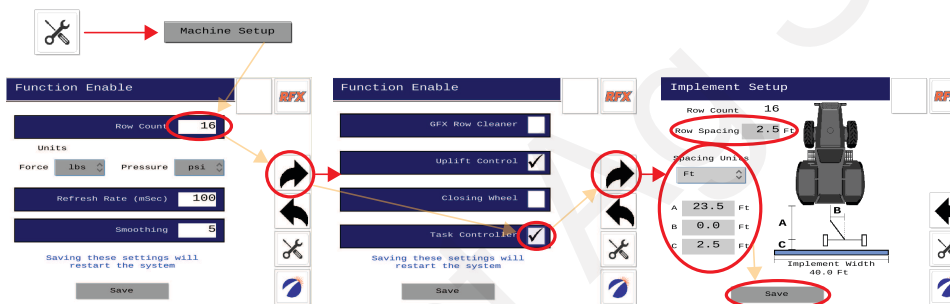 Machine Setup
Function Enable
RFX
Row Count 16
Units
Force lbs Pressure psi
Refresh Rate (mSec) 100
Smoothing 5
Saving these settings will
restart the system
Save
Function Enable
RFX
GFX Row Cleaner
Uplift Control
Closing Wheel
Task Controller
Saving these settings will
restart the system
Save
Implement Setup
Row Count 16
Row Spacing 2.5 Ft
Spacing Units
Ft
A 23.5 Ft
B 0.0 Ft
C 2.5 Ft
B
A
C
Implement Width
40.0 Ft
Save